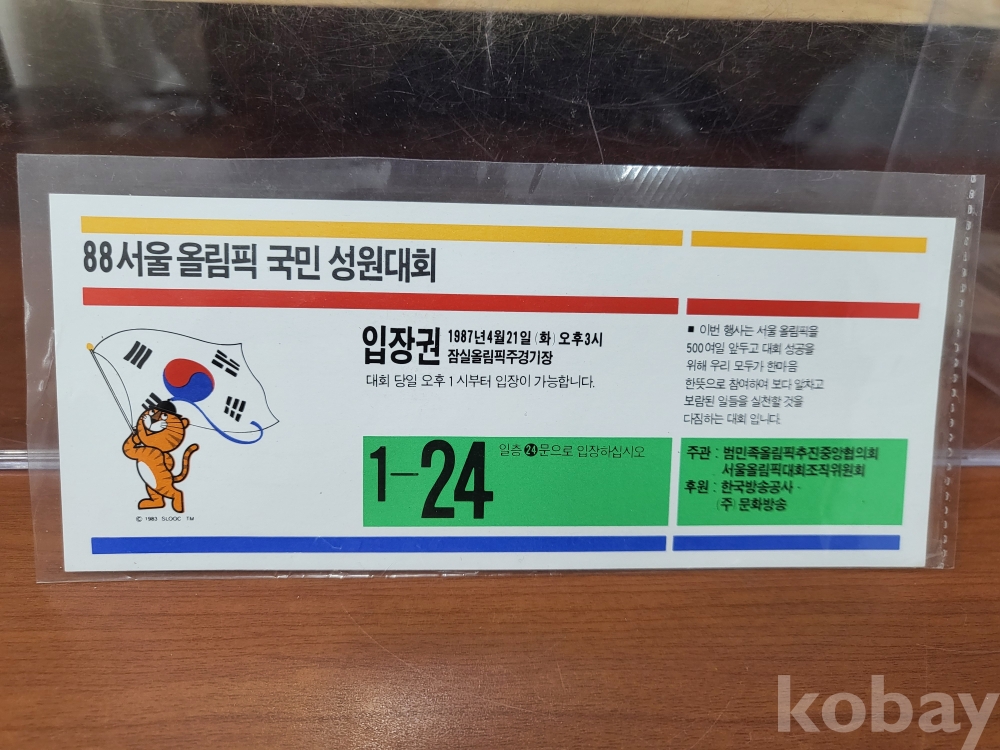 88 서울 올림픽 국민 성원대회
입장권 1987년4월21일(화) 오후3시
잠실올림픽주경기장
대회 당일 오후 1시부터 입장이 가능합니다.
1-24 일층 24문으로 입장하십시오
© 1983 SLOOC TM
■ 이번 행사는 서울 올림픽을
500여일 앞두고 대회 성공을
위해 우리 모두가 한마음
한뜻으로 참여하여 보다 알차고
보람된 일들을 실천할 것을
다짐하는 대회 입니다.
주관 : 범민족올림픽추진중앙협의회
서울올림픽대회조직위원회
후원 : 한국방송공사
(주) 문화방송
kobay